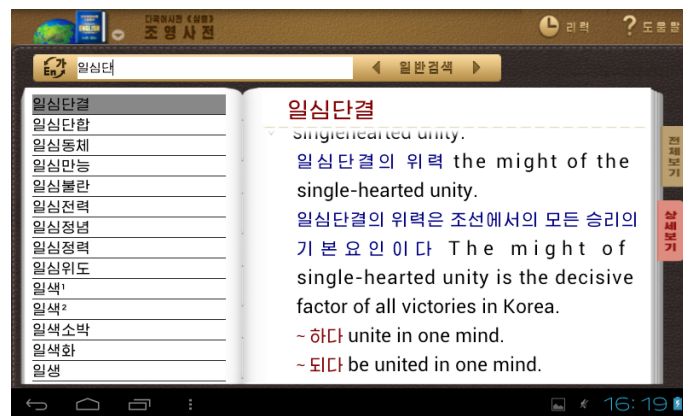 다국어사전《삼흥》
조영사전
리력
도움말
가
En
일심단
일반검색
일심단결
일심단합
일심동체
일심만능
일심불란
일심전력
일심정념
일심정력
일심위도
일색¹
일색²
일색소박
일색화
일생
일심단결
singlehearted unity.
일심단결의 위력 the might of the
single-hearted unity.
일심단결의 위력은 조선에서의 모든 승리의
기본요인이다 The might of
single-hearted unity is the decisive
factor of all victories in Korea.
~하다 unite in one mind.
~되다 be united in one mind.
전체보기
상세보기
16:19